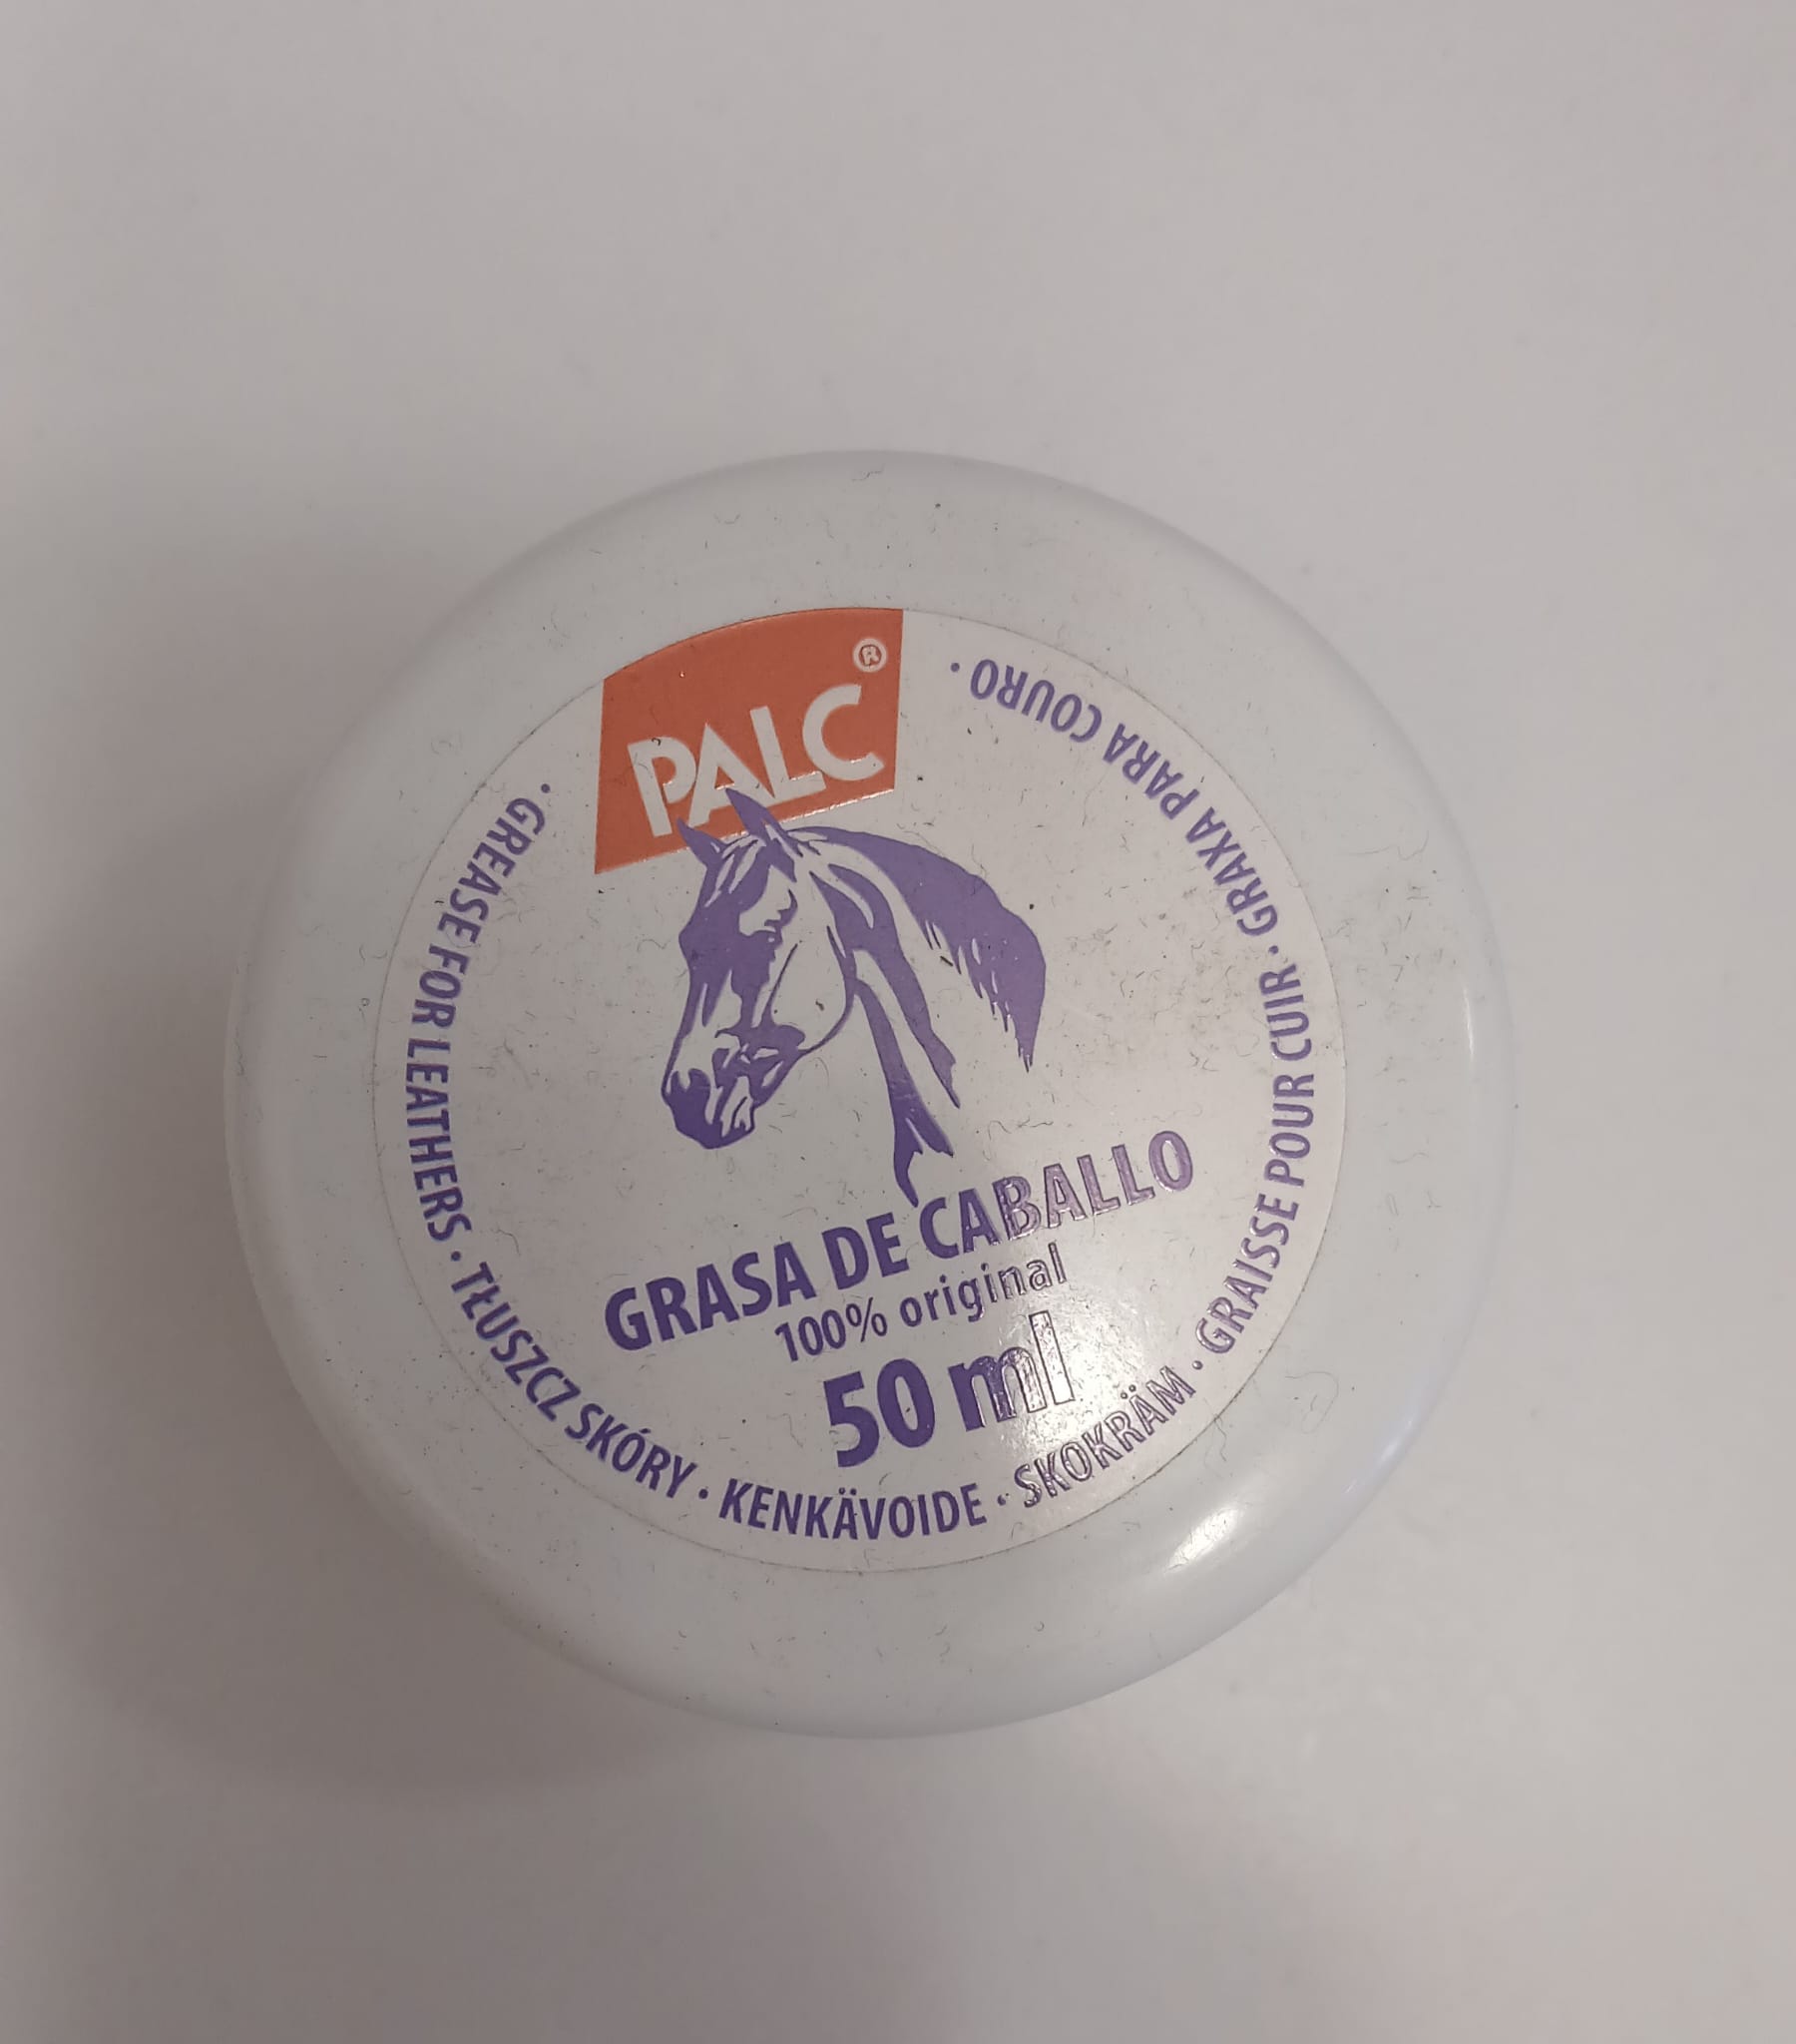 PALC®
GRASA DE CABALLO
100% original
50 ml
· GREASE FOR LEATHERS · TŁUSZCZ SKÓRY · KENKÄVOIDE · SKOKRÄM · GRAISSE POUR CUIR · GRAXA PARA COURO ·